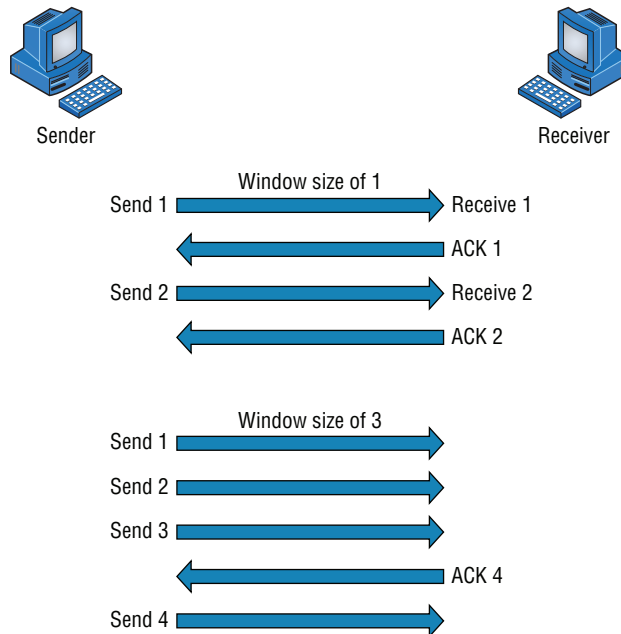 Sender
Receiver
Window size of 1
Send 1
Receive 1
ACK 1
Send 2
Receive 2
ACK 2
Window size of 3
Send 1
Send 2
Send 3
ACK 4
Send 4